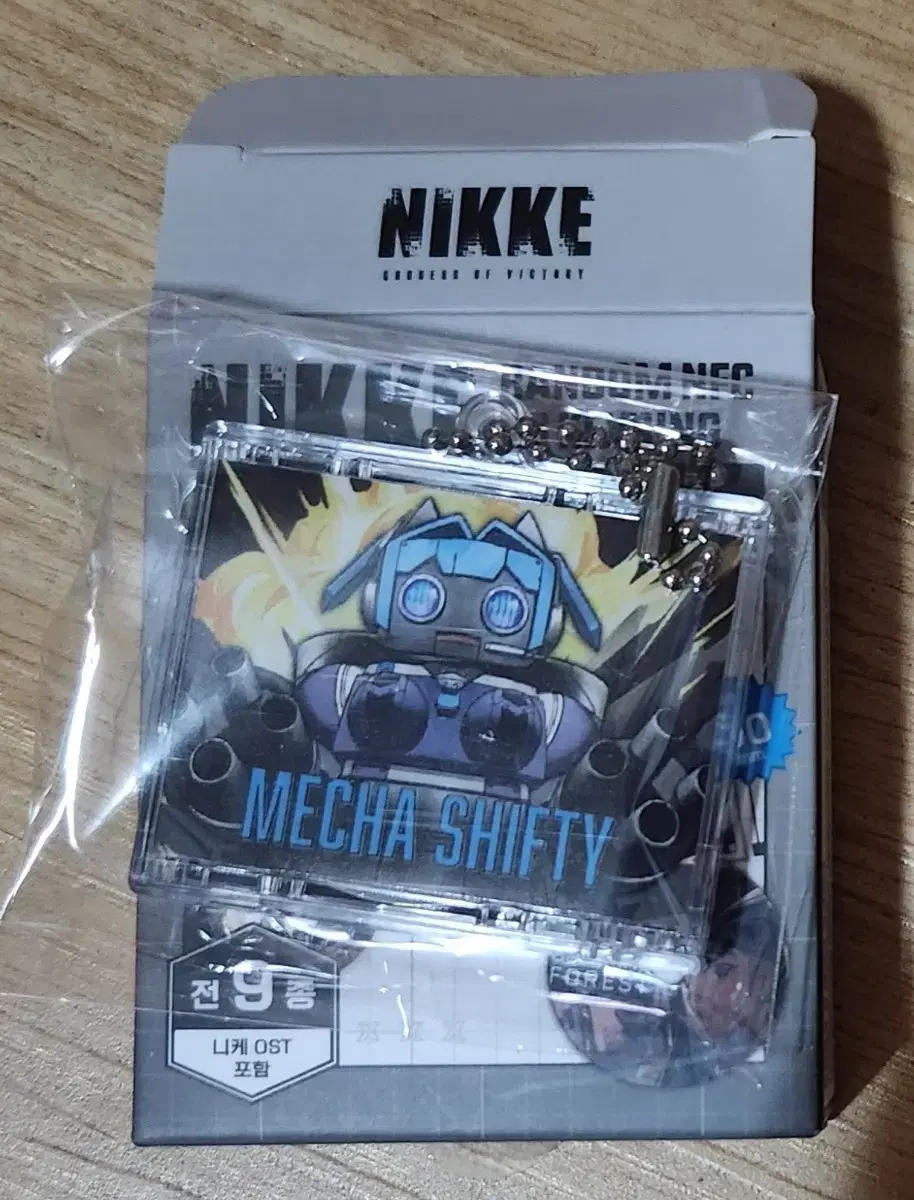 NIKKE
GODDESS OF VICTORY
NIKKE
RANDOM NFC
MECHA SHIFTY
전 9 종
니케 OST
포함